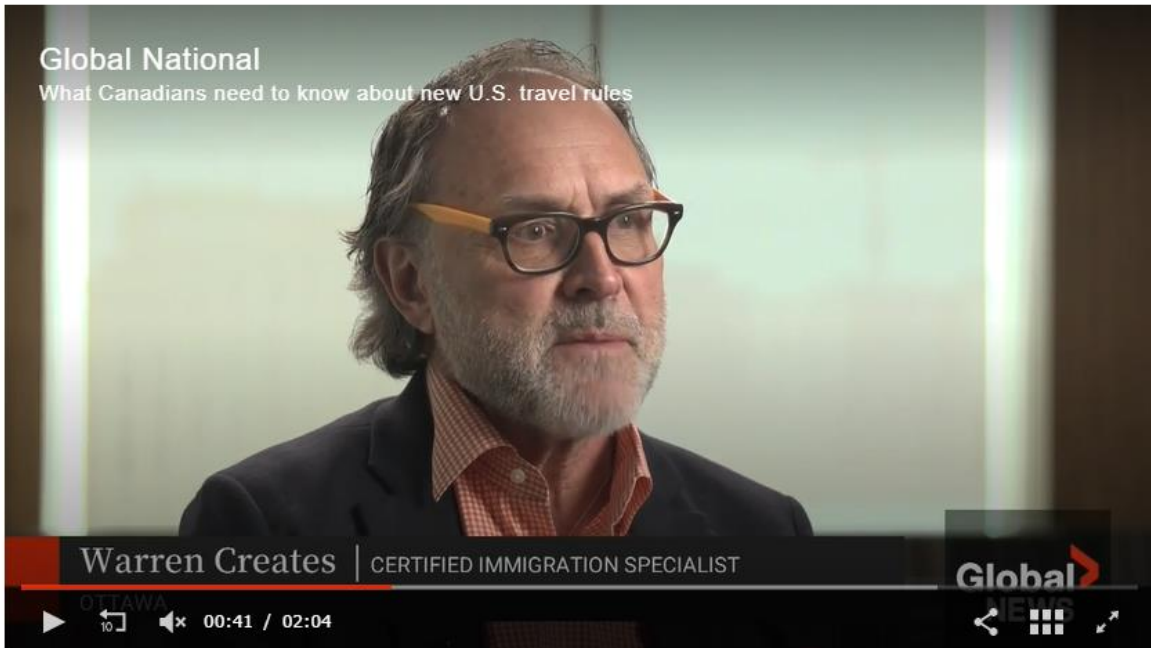 Global National
What Canadians need to know about new U.S. travel rules
Warren Creates | CERTIFIED IMMIGRATION SPECIALIST
OTTAWA
Global
NEWS
10
00:41 / 02:04